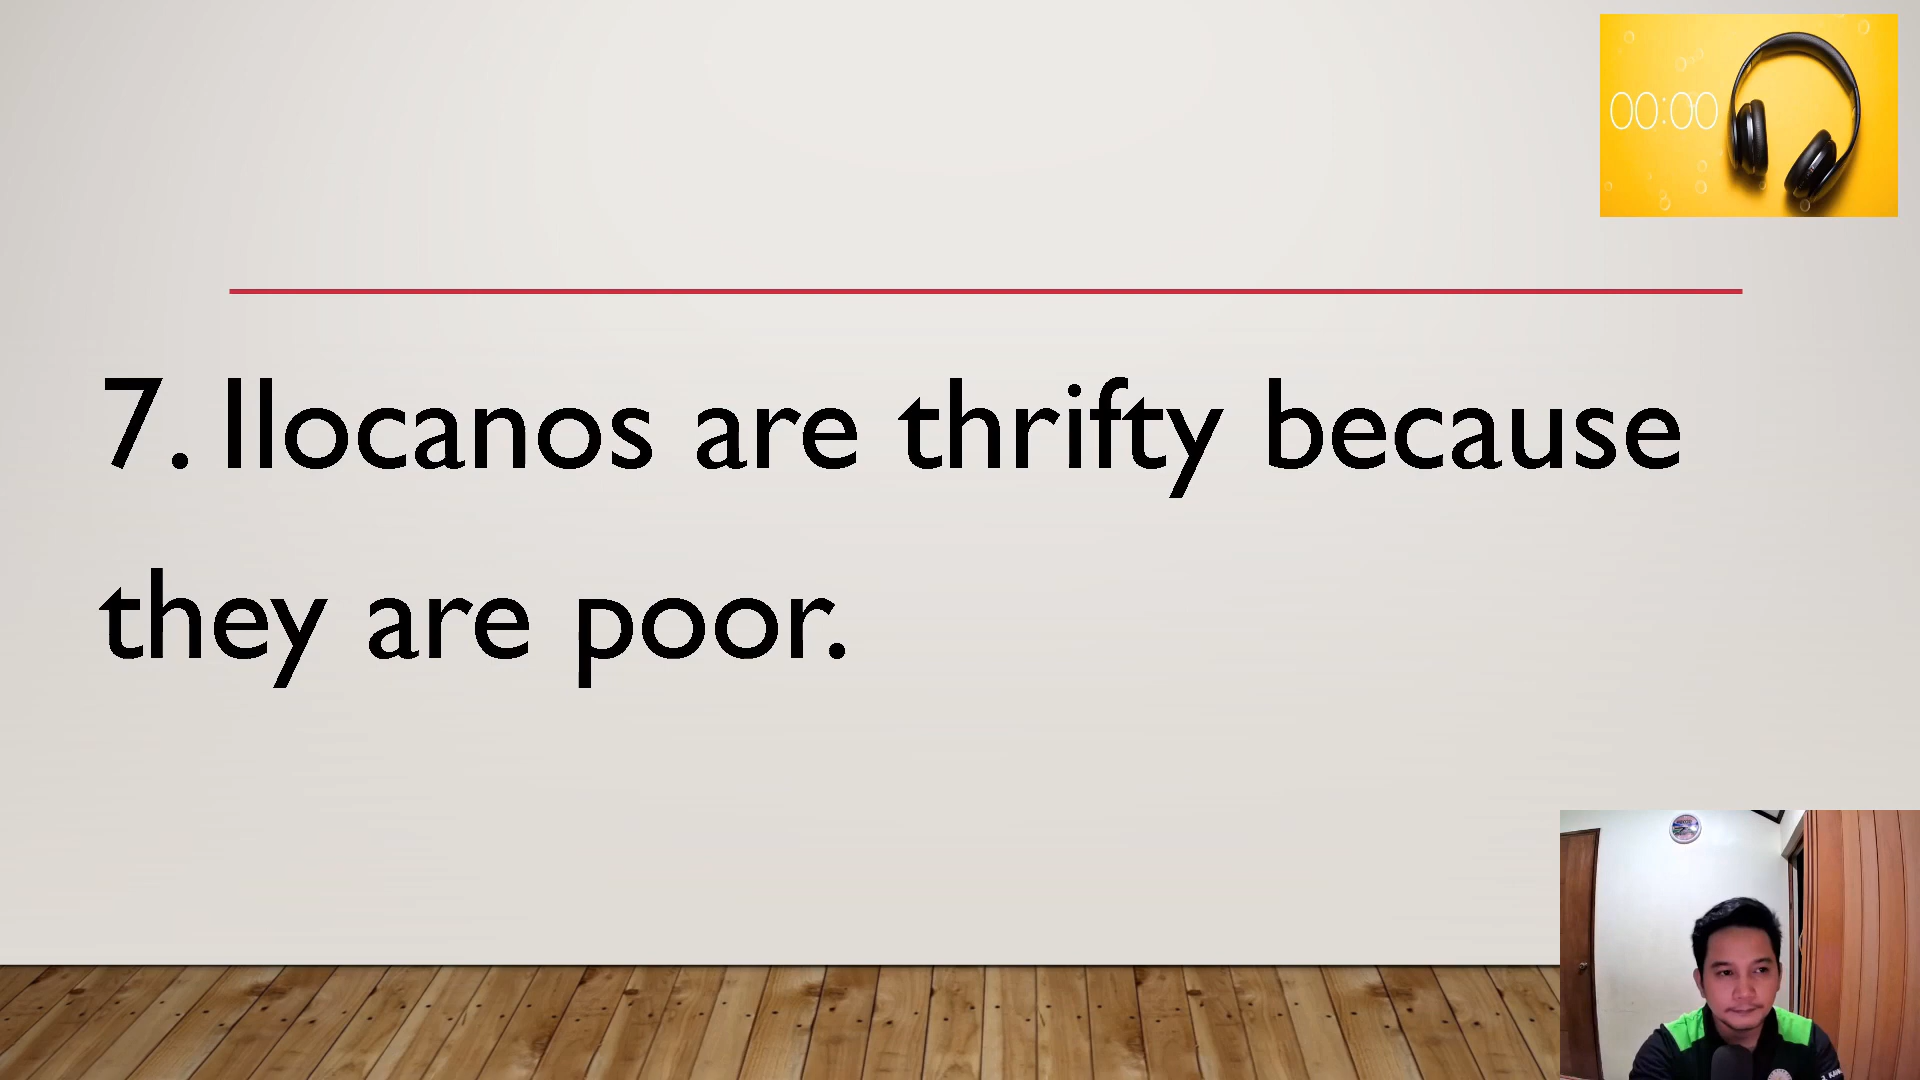 00:00
7. Ilocanos are thrifty because
they are poor.